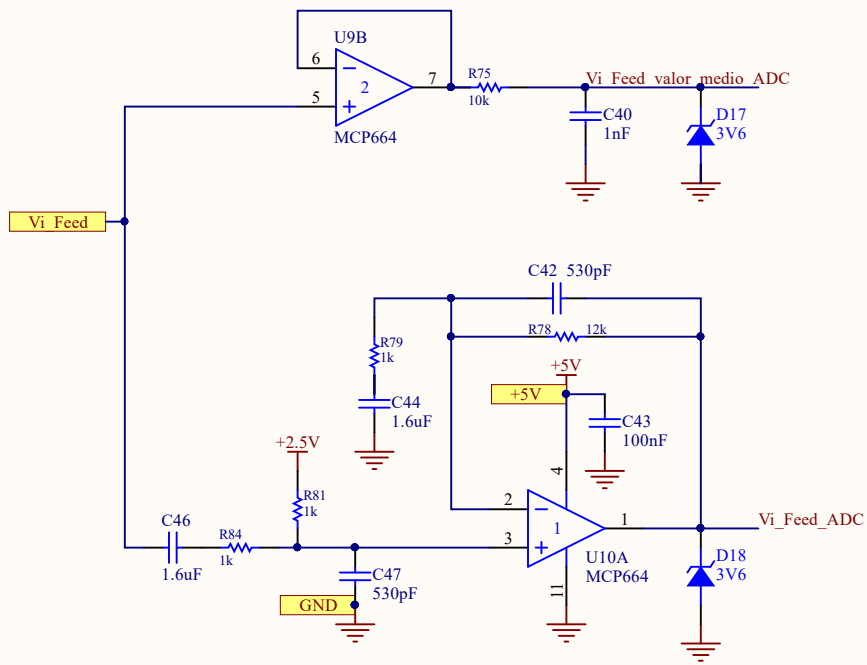 U9B
6
2
7
5
MCP664
R75
10k
Vi_Feed_valor_medio_ADC
C40
1nF
D17
3V6
Vi_Feed
C42 530pF
R78 12k
R79
1k
C44
1.6uF
+5V
+5V
C43
100nF
4
+2.5V
R81
1k
2
1
1
3
Vi_Feed_ADC
C46
1.6uF
R84
1k
C47
530pF
GND
U10A
MCP664
11
D18
3V6